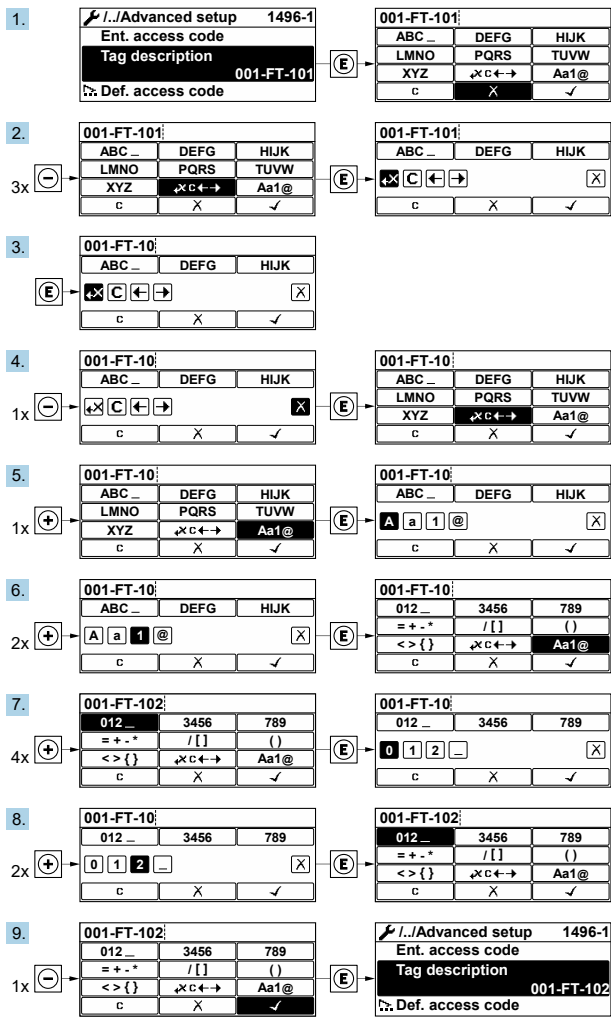 1.
/../Advanced setup 1496-1
Ent. access code
Tag description
001-FT-101
Def. access code
E
001-FT-101
ABC _ DEFG HIJK
LMNO PQRS TUVW
XYZ ↶X C ← → Aa1@
C X ✓
2.
3x − 
001-FT-101
ABC _ DEFG HIJK
LMNO PQRS TUVW
XYZ ↶X C ← → Aa1@
C X ✓
E
001-FT-101
ABC _ DEFG HIJK
↶X C ← → X
C X ✓
3.
E
001-FT-10
ABC _ DEFG HIJK
↶X C ← → X
C X ✓
4.
1x −
001-FT-10
ABC _ DEFG HIJK
↶X C ← → X
C X ✓
E
001-FT-10
ABC _ DEFG HIJK
LMNO PQRS TUVW
XYZ ↶X C ← → Aa1@
C X ✓
5.
1x +
001-FT-10
ABC _ DEFG HIJK
LMNO PQRS TUVW
XYZ ↶X C ← → Aa1@
C X ✓
E
001-FT-10
ABC _ DEFG HIJK
A a 1 @ X
C X ✓
6.
2x +
001-FT-10
ABC _ DEFG HIJK
A a 1 @ X
C X ✓
E
001-FT-10
012 _ 3456 789
= + - * / [ ] ( )
< > { } ↶X C ← → Aa1@
C X ✓
7.
4x +
001-FT-102
012 _ 3456 789
= + - * / [ ] ( )
< > { } ↶X C ← → Aa1@
C X ✓
E
001-FT-10
012 _ 3456 789
0 1 2 _ X
C X ✓
8.
2x +
001-FT-10
012 _ 3456 789
0 1 2 _ X
C X ✓
E
001-FT-102
012 _ 3456 789
= + - * / [ ] ( )
< > { } ↶X C ← → Aa1@
C X ✓
9.
1x −
001-FT-102
012 _ 3456 789
= + - * / [ ] ( )
< > { } ↶X C ← → Aa1@
C X ✓
E
/../Advanced setup 1496-1
Ent. access code
Tag description
001-FT-102
Def. access code